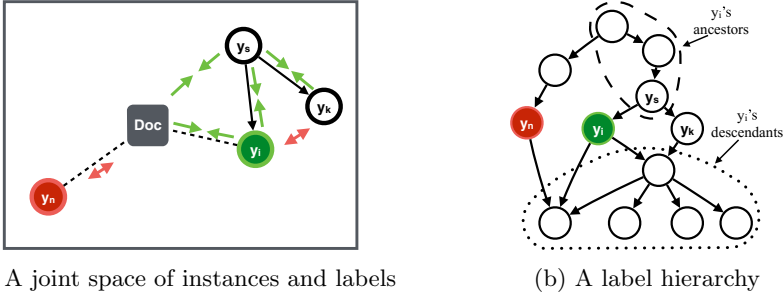 yₛ
yₖ
Doc
yᵢ
yₙ
A joint space of instances and labels
yᵢ's
ancestors
yₛ
yₙ
yᵢ
yₖ
yᵢ's
descendants
(b) A label hierarchy